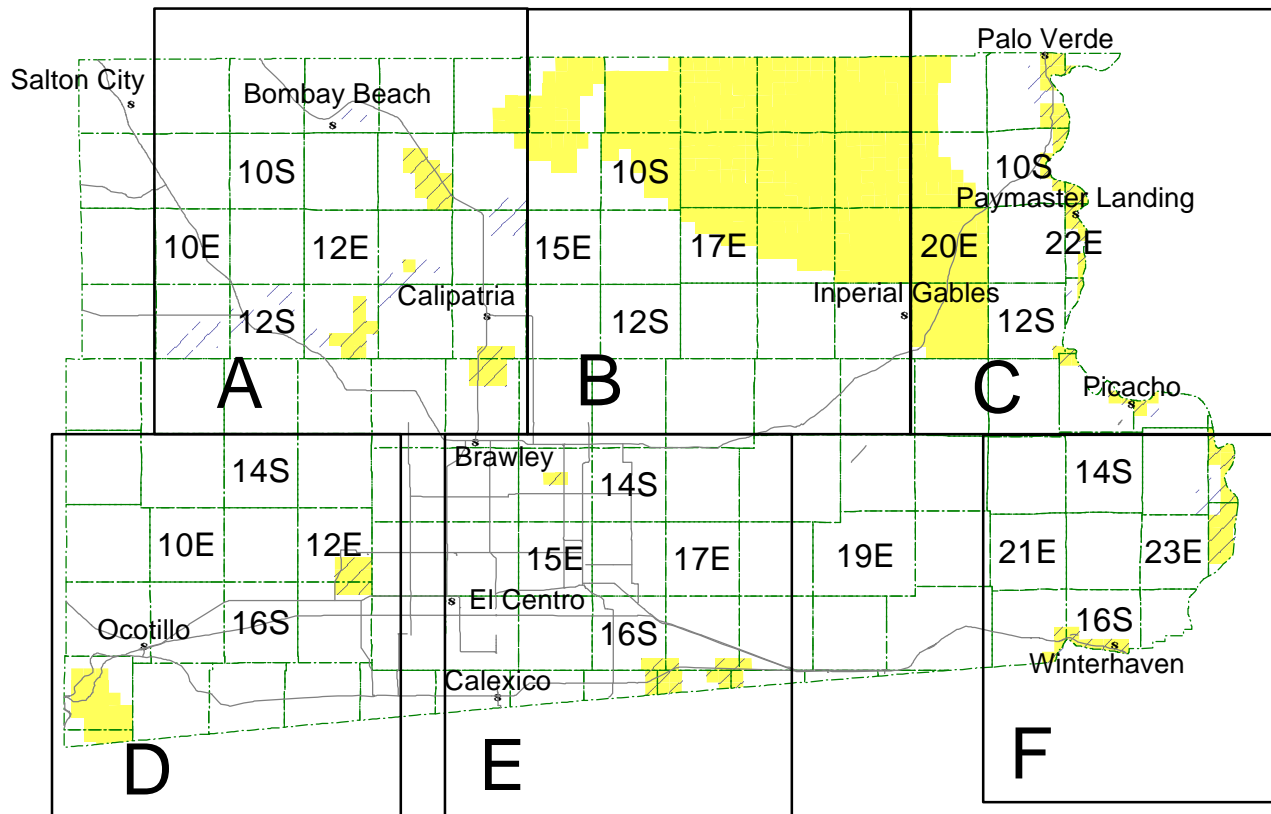 Palo Verde
Salton City
Bombay Beach
10S
10S
10S
Paymaster Landing
10E
12E
15E
17E
20E
22E
Calipatria
Inperial Gables
12S
12S
12S
A
B
C
Picacho
Brawley
14S
14S
14S
10E
12E
15E
17E
19E
21E
23E
El Centro
Ocotillo
16S
16S
16S
Winterhaven
Calexico
D
E
F